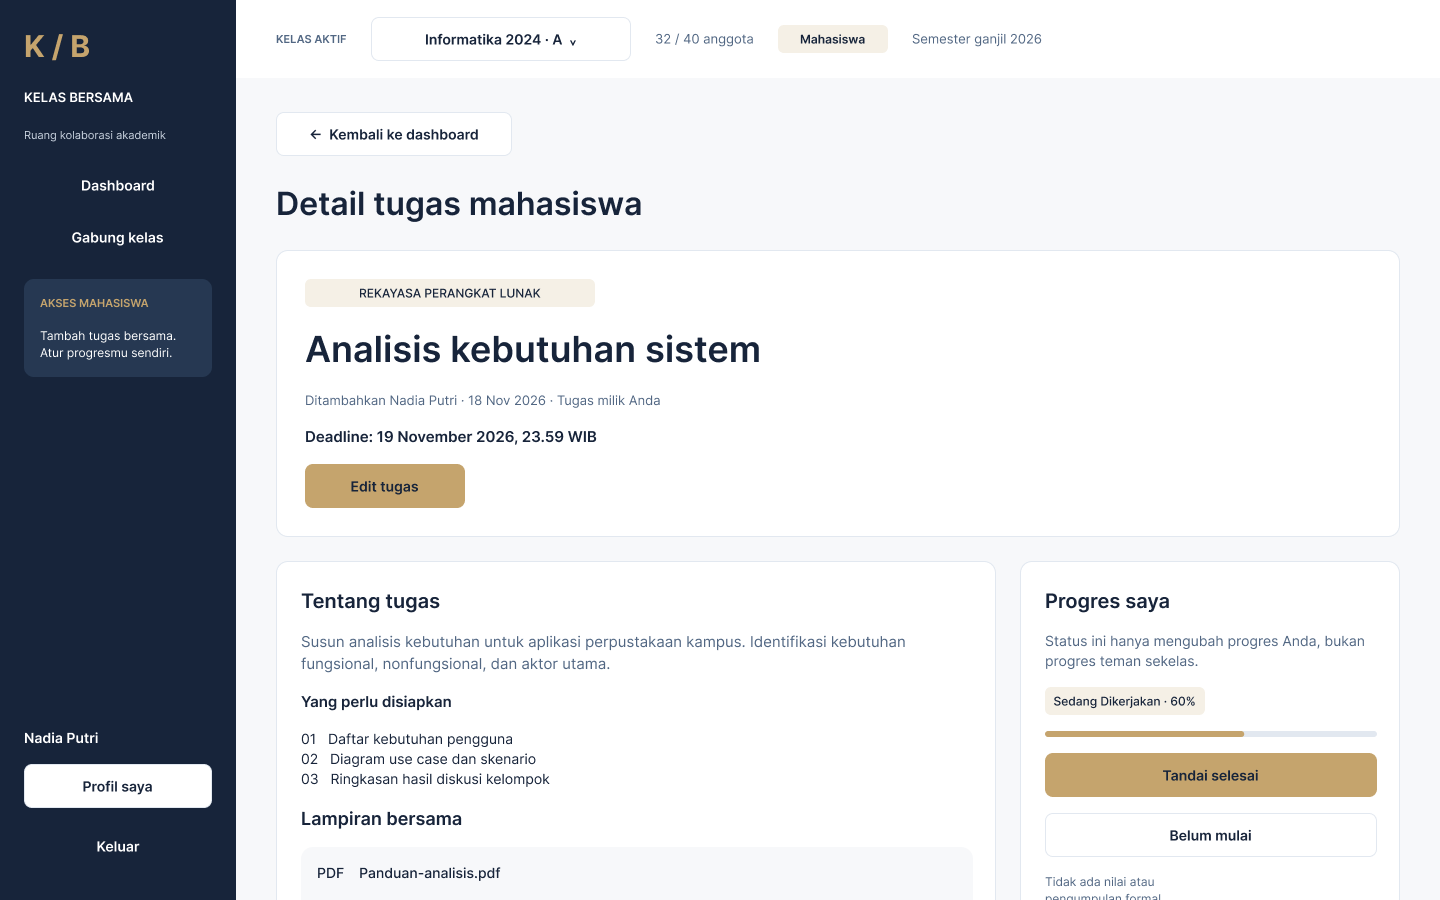 K / B
KELAS BERSAMA
Ruang kolaborasi akademik
Dashboard
Gabung kelas
AKSES MAHASISWA
Tambah tugas bersama.
Atur progresmu sendiri.
Nadia Putri
Profil saya
Keluar
KELAS AKTIF
Informatika 2024 · A
32 / 40 anggota
Mahasiswa
Semester ganjil 2026
← Kembali ke dashboard
Detail tugas mahasiswa
REKAYASA PERANGKAT LUNAK
Analisis kebutuhan sistem
Ditambahkan Nadia Putri · 18 Nov 2026 · Tugas milik Anda
Deadline: 19 November 2026, 23.59 WIB
Edit tugas
Tentang tugas
Susun analisis kebutuhan untuk aplikasi perpustakaan kampus. Identifikasi kebutuhan
fungsional, nonfungsional, dan aktor utama.
Yang perlu disiapkan
01 Daftar kebutuhan pengguna
02 Diagram use case dan skenario
03 Ringkasan hasil diskusi kelompok
Lampiran bersama
PDF Panduan-analisis.pdf
Progres saya
Status ini hanya mengubah progres Anda, bukan
progres teman sekelas.
Sedang Dikerjakan · 60%
Tandai selesai
Belum mulai
Tidak ada nilai atau
pengumpulan formal